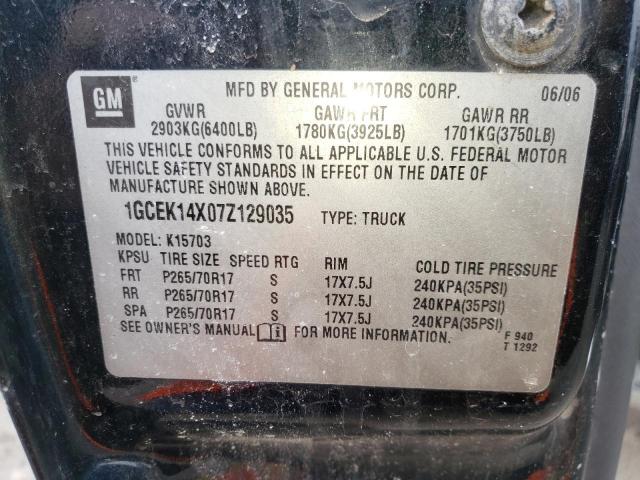 GM ® MFD BY GENERAL MOTORS CORP. 06/06
GVWR GAWR FRT GAWR RR
2903KG(6400LB) 1780KG(3925LB) 1701KG(3750LB)
THIS VEHICLE CONFORMS TO ALL APPLICABLE U.S. FEDERAL MOTOR
VEHICLE SAFETY STANDARDS IN EFFECT ON THE DATE OF
MANUFACTURE SHOWN ABOVE.
1GCEK14X07Z129035 TYPE: TRUCK
MODEL: K15703
KPSU TIRE SIZE SPEED RTG RIM COLD TIRE PRESSURE
FRT P265/70R17 S 17X7.5J 240KPA(35PSI)
RR P265/70R17 S 17X7.5J 240KPA(35PSI)
SPA P265/70R17 S 17X7.5J 240KPA(35PSI)
SEE OWNER'S MANUAL FOR MORE INFORMATION.
F 940
T 1292